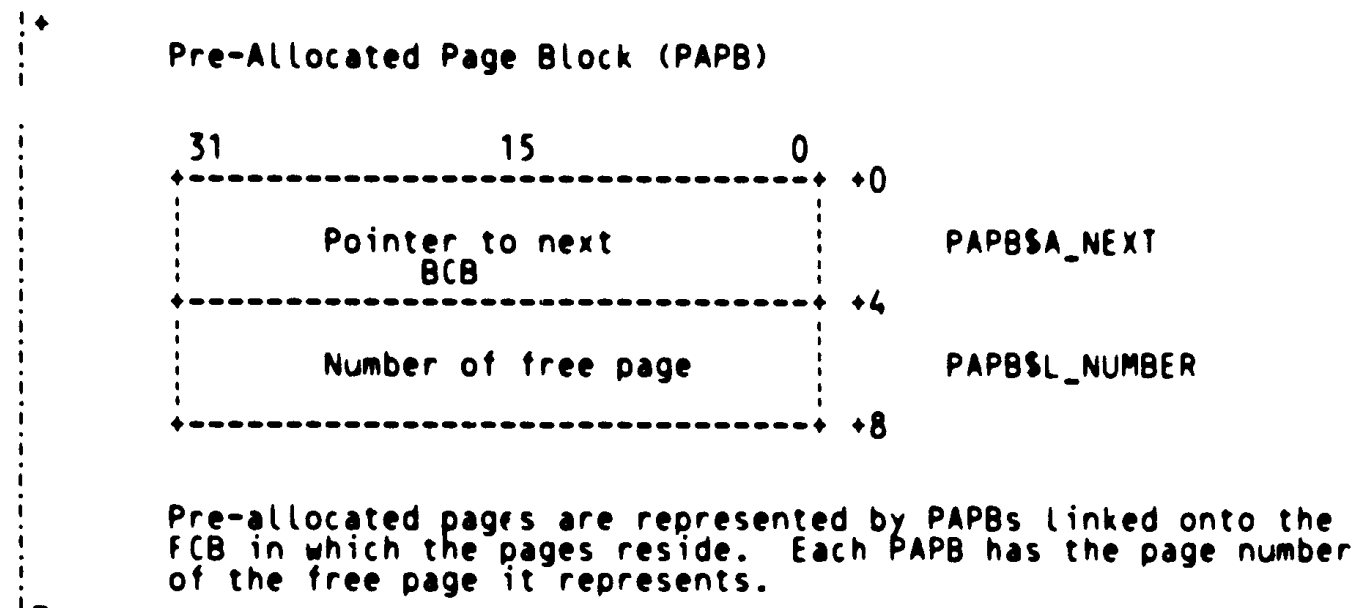 !+
Pre-Allocated Page Block (PAPB)
31 15 0
+--------------------------------+ +0
Pointer to next PAPB$A_NEXT
BCB
+--------------------------------+ +4
Number of free page PAPB$L_NUMBER
+--------------------------------+ +8
Pre-allocated pages are represented by PAPBs linked onto the
FCB in which the pages reside. Each PAPB has the page number
of the free page it represents.